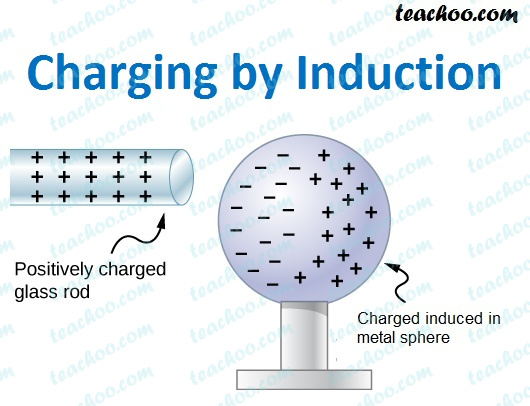 teachoo.com
Charging by Induction
Positively charged
glass rod
Charged induced in
metal sphere